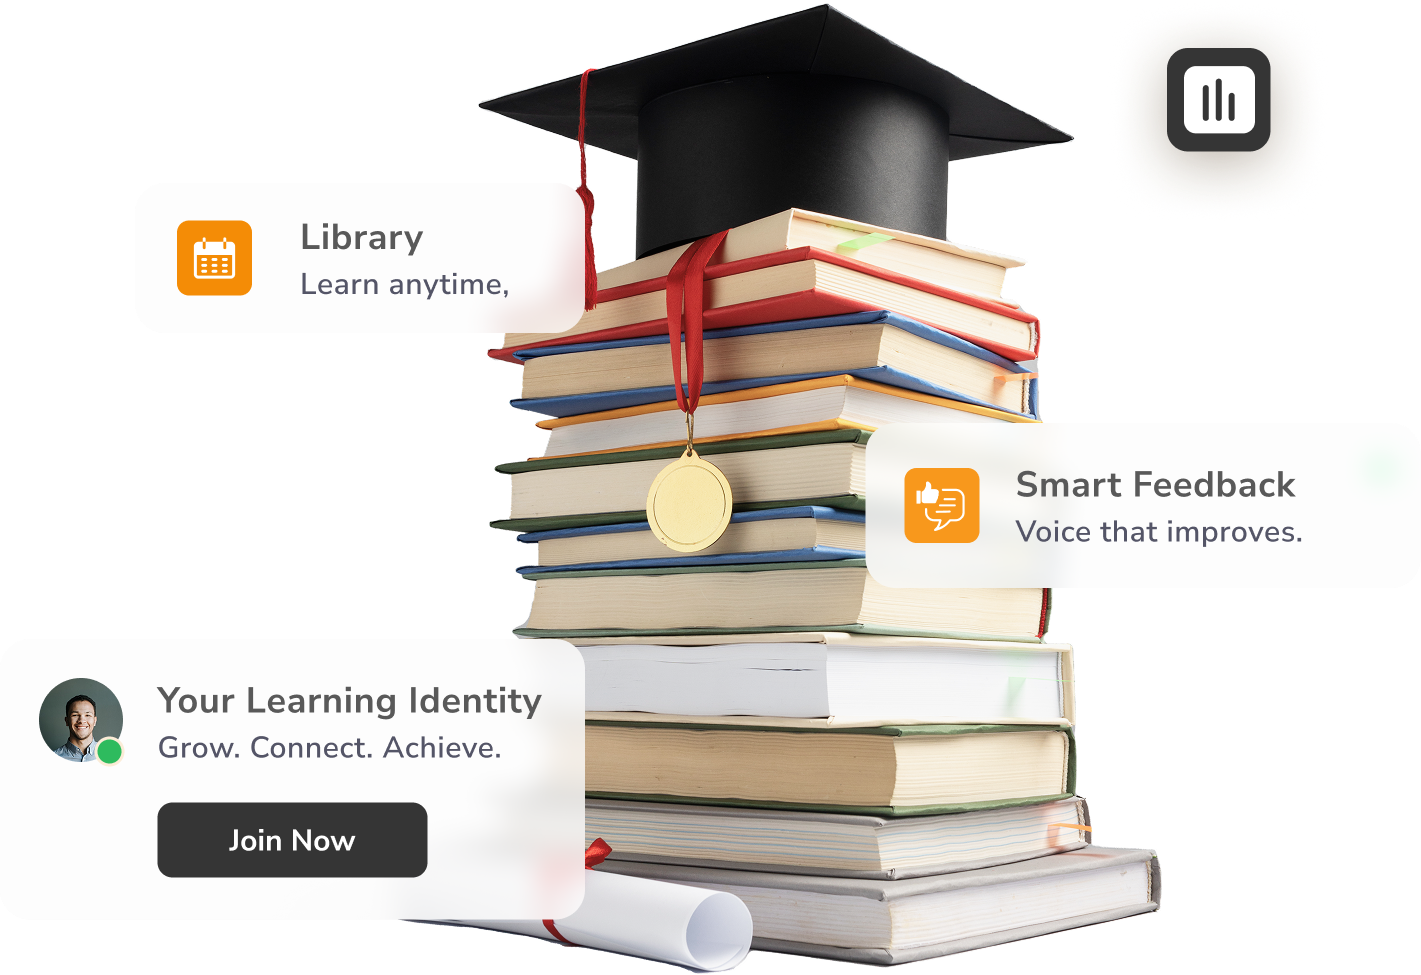 Library
Learn anytime,
Smart Feedback
Voice that improves.
Your Learning Identity
Grow. Connect. Achieve.
Join Now